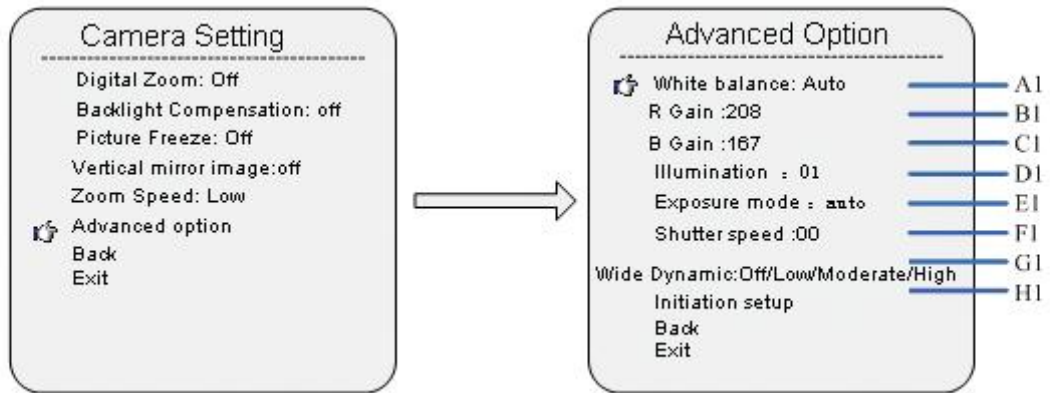 Camera Setting
Digital Zoom: Off
Backlight Compensation: off
Picture Freeze: Off
Vertical mirror image:off
Zoom Speed: Low
Advanced option
Back
Exit
Advanced Option
White balance: Auto
R Gain :208
B Gain :167
Illumination : 01
Exposure mode : auto
Shutter speed :00
Wide Dynamic:Off/Low/Moderate/High
Initiation setup
Back
Exit
A1
B1
C1
D1
E1
F1
G1
H1